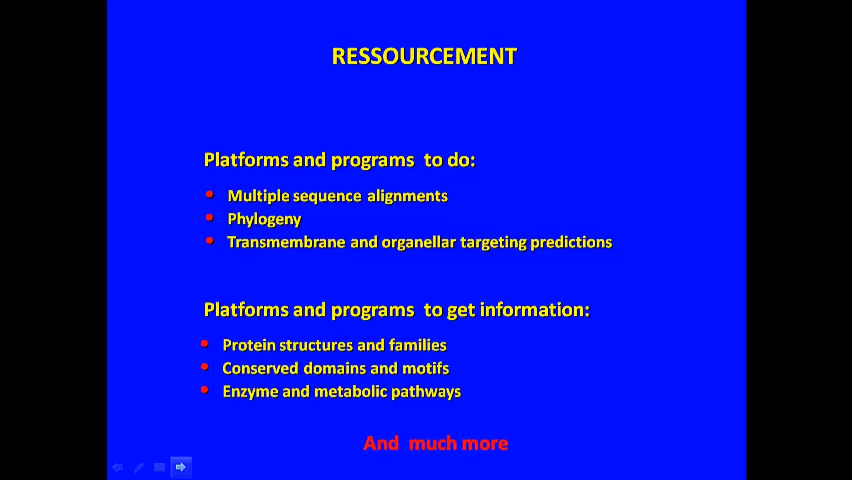 RESSOURCEMENT
Platforms and programs to do:
Multiple sequence alignments
Phylogeny
Transmembrane and organellar targeting predictions
Platforms and programs to get information:
Protein structures and families
Conserved domains and motifs
Enzyme and metabolic pathways
And much more